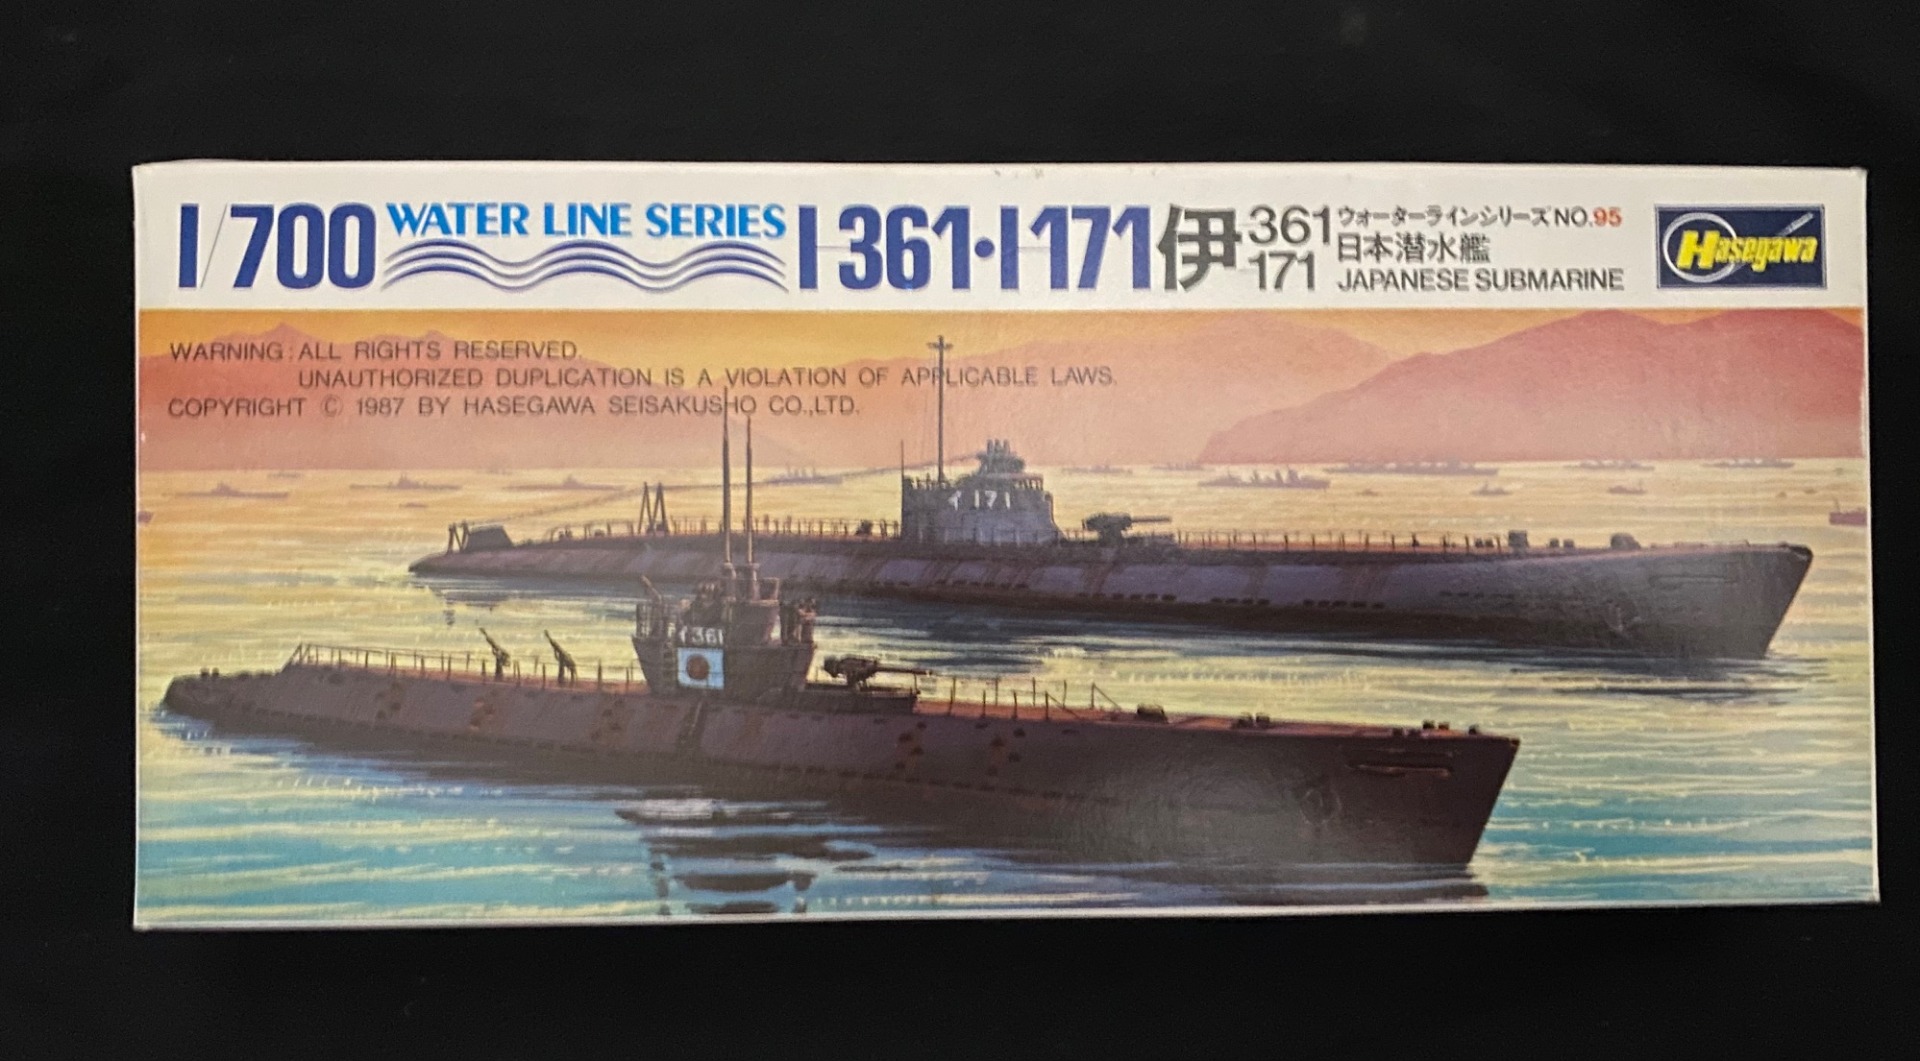 1/700 WATER LINE SERIES I-361・I-171 伊 361 171
ウォーターラインシリーズNO.95
日本潜水艦
JAPANESE SUBMARINE
Hasegawa
WARNING : ALL RIGHTS RESERVED.
UNAUTHORIZED DUPLICATION IS A VIOLATION OF APPLICABLE LAWS.
COPYRIGHT © 1987 BY HASEGAWA SEISAKUSHO CO.,LTD.
イ171
イ361